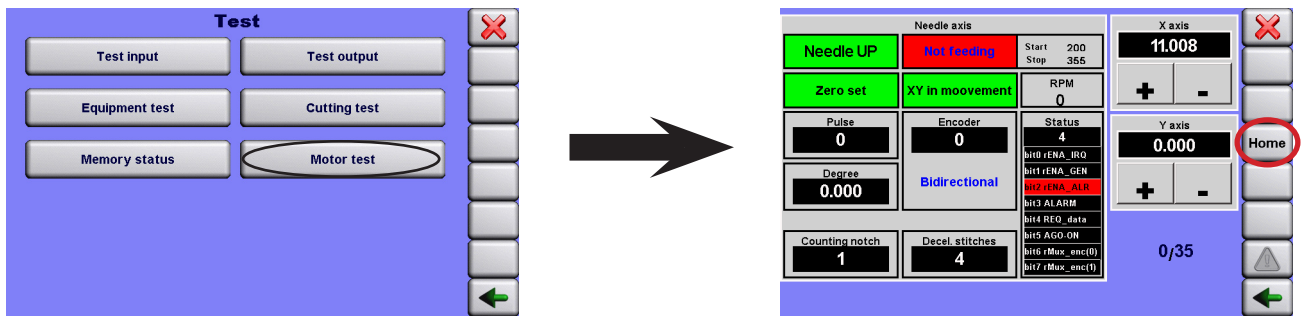 Test
Test input
Test output
Equipment test
Cutting test
Memory status
Motor test
Needle axis
Needle UP
Not feeding
Start 200
Stop 355
Zero set
XY in moovement
RPM
0
Pulse
0
Encoder
0
Status
4
bit0 rENA_IRQ
bit1 rENA_GEN
bit2 rENA_ALR
bit3 ALARM
bit4 REQ_data
bit5 AGO-ON
bit6 rMux_enc(0)
bit7 rMux_enc(1)
Degree
0.000
Bidirectional
Counting notch
1
Decel. stitches
4
X axis
11.008
+ -
Y axis
0.000
+ -
0/35
Home